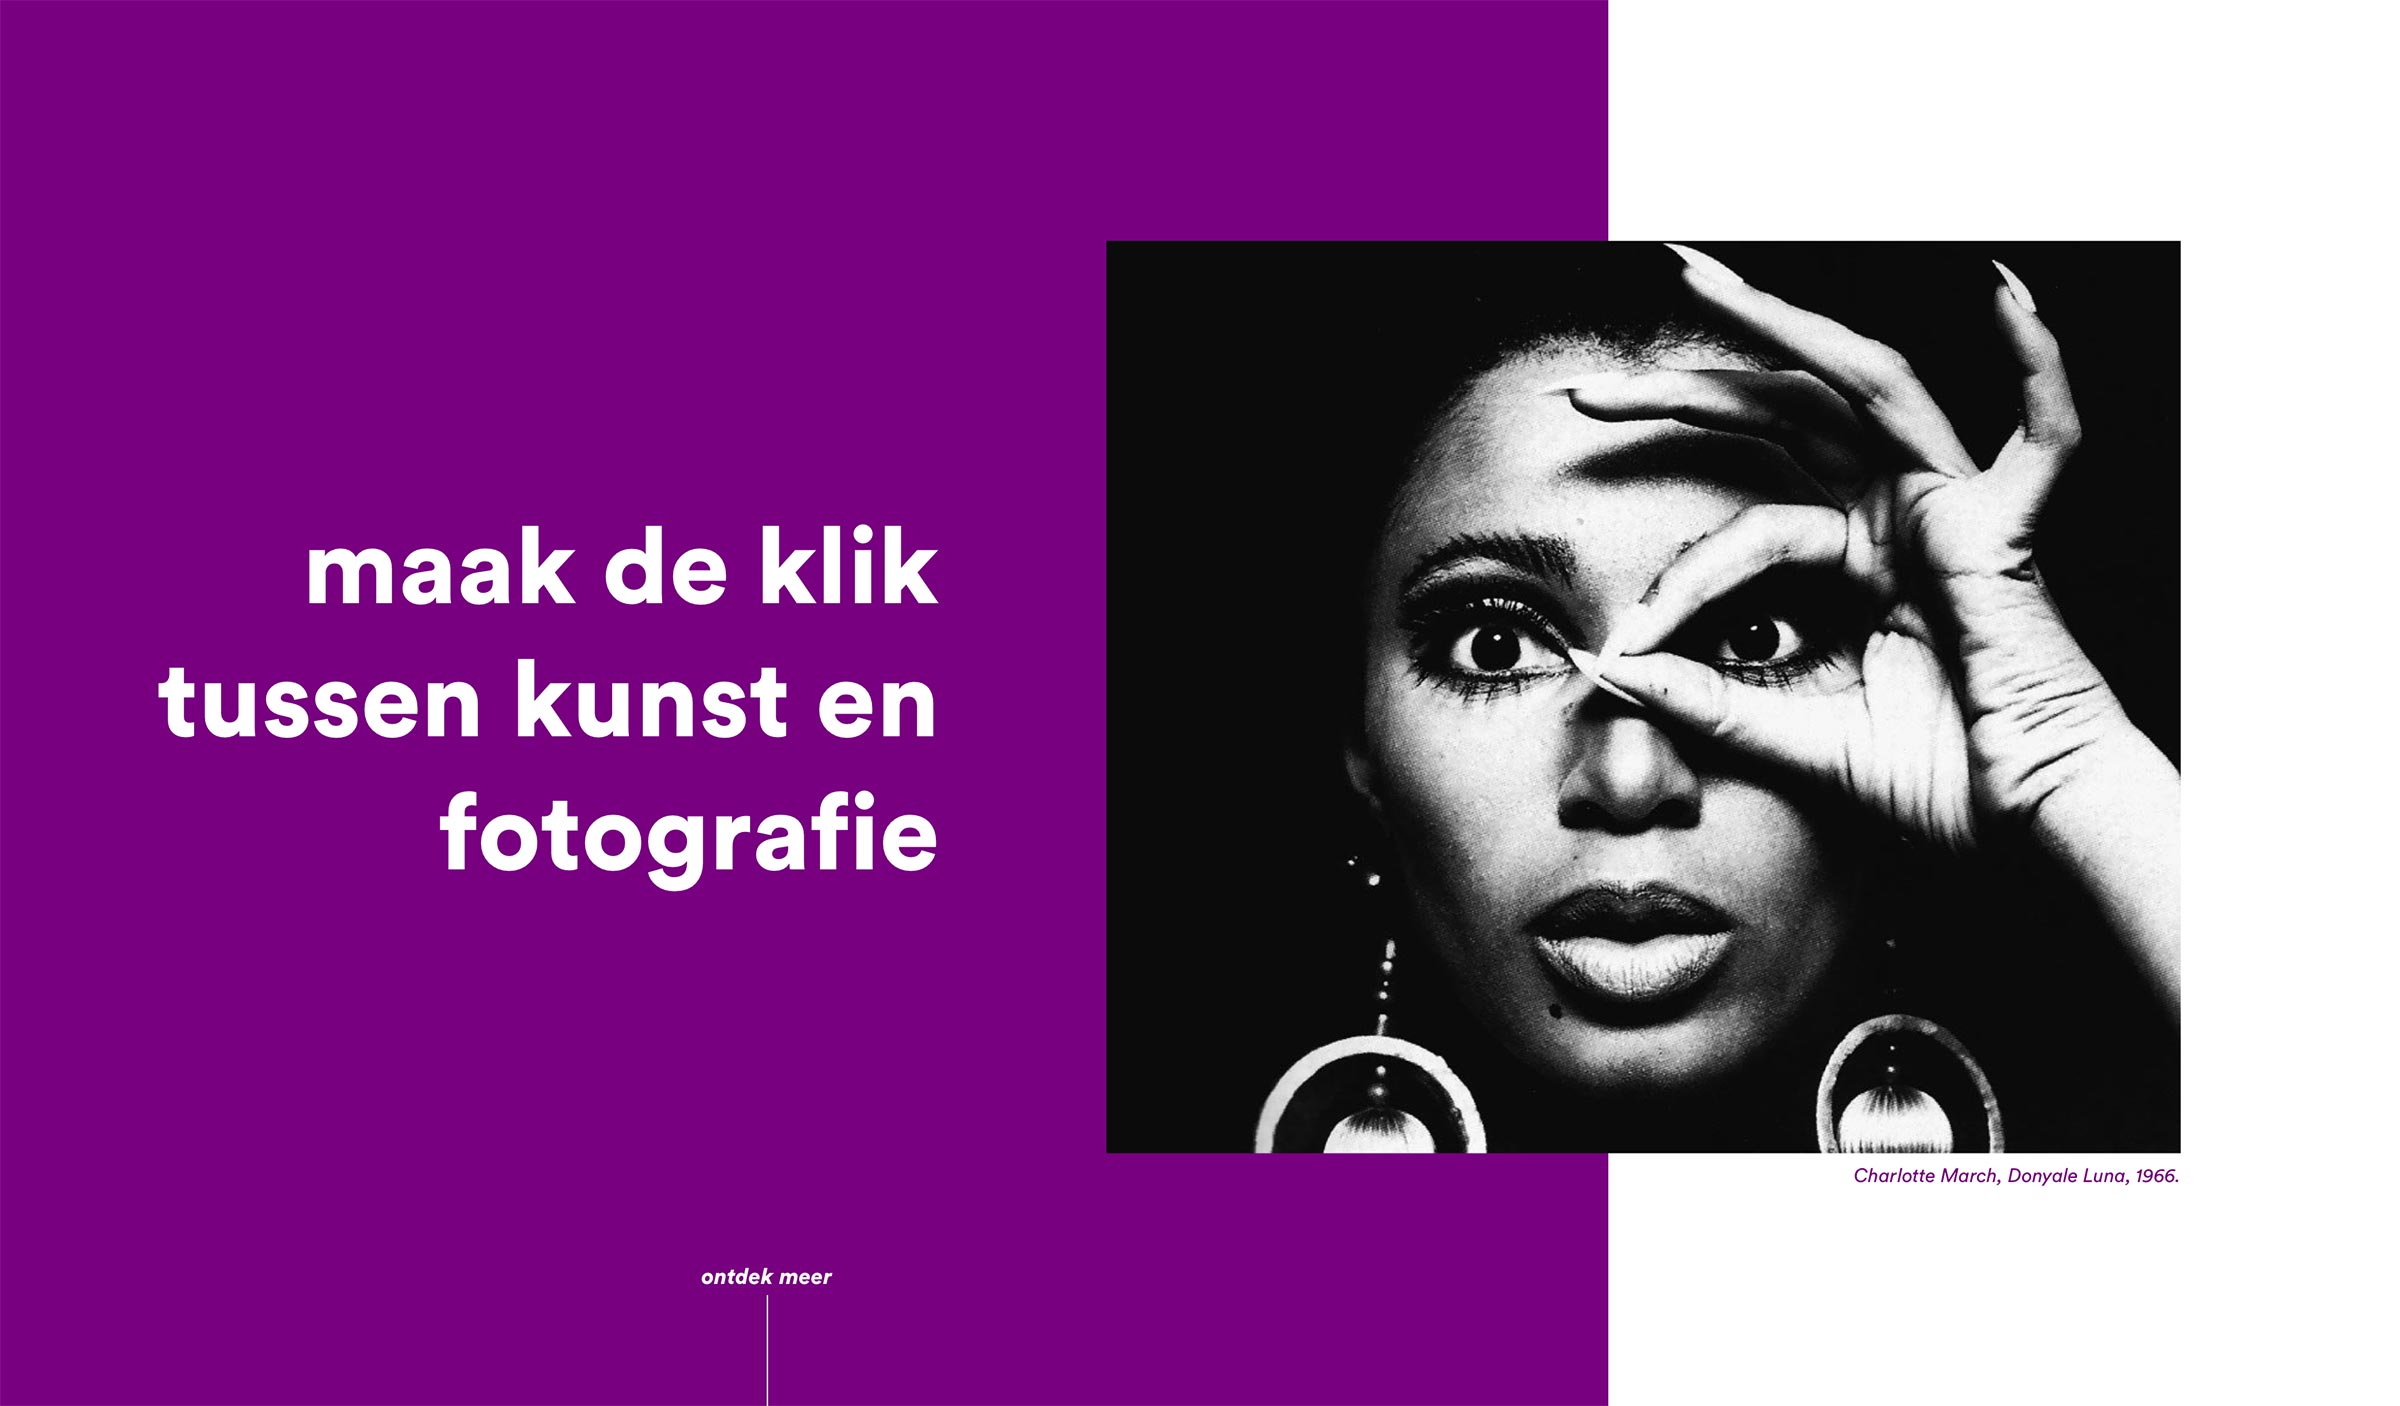 maak de klik
tussen kunst en
fotografie
Charlotte March, Donyale Luna, 1966.
ontdek meer